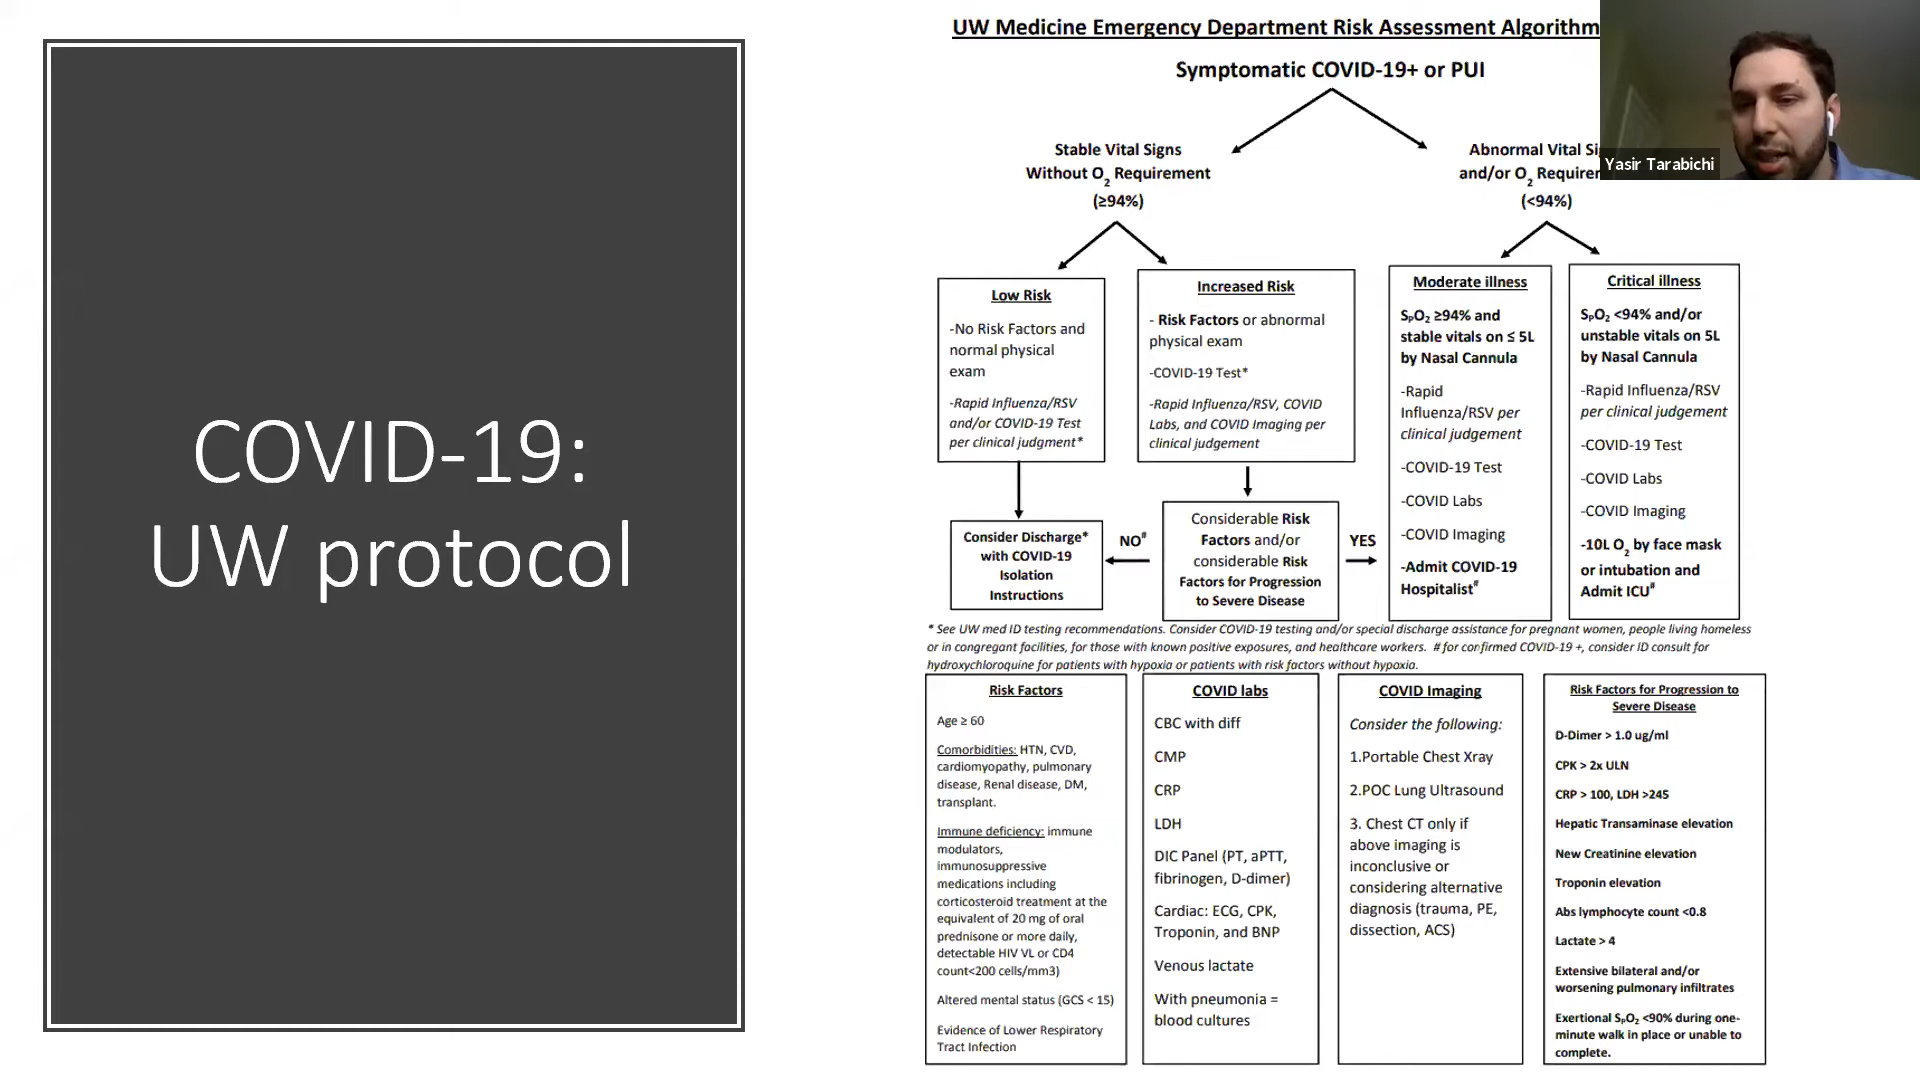 COVID-19:
UW protocol
UW Medicine Emergency Department Risk Assessment Algorithm
Symptomatic COVID-19+ or PUI
Yasir Tarabichi
Stable Vital Signs
Without O2 Requirement
(≥94%)
Abnormal Vital
and/or O2
(<94%)
Low Risk
-No Risk Factors and
normal physical
exam
-Rapid Influenza/RSV
and/or COVID-19 Test
per clinical judgment*
Increased Risk
- Risk Factors or abnormal
physical exam
-COVID-19 Test*
-Rapid Influenza/RSV, COVID
Labs, and COVID Imaging per
clinical judgement
Moderate illness
SpO2 ≥94% and
stable vitals on ≤ 5L
by Nasal Cannula
-Rapid
Influenza/RSV per
clinical judgement
-COVID-19 Test
-COVID Labs
-COVID Imaging
-Admit COVID-19
Hospitalist#
Critical illness
SpO2 <94% and/or
unstable vitals on 5L
by Nasal Cannula
-Rapid Influenza/RSV
per clinical judgement
-COVID-19 Test
-COVID Labs
-COVID Imaging
-10L O2 by face mask
or intubation and
Admit ICU#
Consider Discharge*
with COVID-19
Isolation
Instructions
NO#
Considerable Risk
Factors and/or
considerable Risk
Factors for Progression
to Severe Disease
YES
* See UW med ID testing recommendations. Consider COVID-19 testing and/or special discharge assistance for pregnant women, people living homeless
or in congregant facilities, for those with known positive exposures, and healthcare workers. # for confirmed COVID-19 +, consider ID consult for
hydroxychloroquine for patients with hypoxia or patients with risk factors without hypoxia.
Risk Factors
Age ≥ 60
Comorbidities: HTN, CVD,
cardiomyopathy, pulmonary
disease, Renal disease, DM,
transplant.
Immune deficiency: immune
modulators,
immunosuppressive
medications including
corticosteroid treatment at the
equivalent of 20 mg of oral
prednisone or more daily,
detectable HIV VL or CD4
count<200 cells/mm3)
Altered mental status (GCS < 15)
Evidence of Lower Respiratory
Tract Infection
COVID labs
CBC with diff
CMP
CRP
LDH
DIC Panel (PT, aPTT,
fibrinogen, D-dimer)
Cardiac: ECG, CPK,
Troponin, and BNP
Venous lactate
With pneumonia =
blood cultures
COVID Imaging
Consider the following:
1.Portable Chest Xray
2.POC Lung Ultrasound
3. Chest CT only if
above imaging is
inconclusive or
considering alternative
diagnosis (trauma, PE,
dissection, ACS)
Risk Factors for Progression to
Severe Disease
D-Dimer > 1.0 ug/ml
CPK > 2x ULN
CRP > 100, LDH >245
Hepatic Transaminase elevation
New Creatinine elevation
Troponin elevation
Abs lymphocyte count <0.8
Lactate > 4
Extensive bilateral and/or
worsening pulmonary infiltrates
Exertional SpO2 <90% during one-
minute walk in place or unable to
complete.